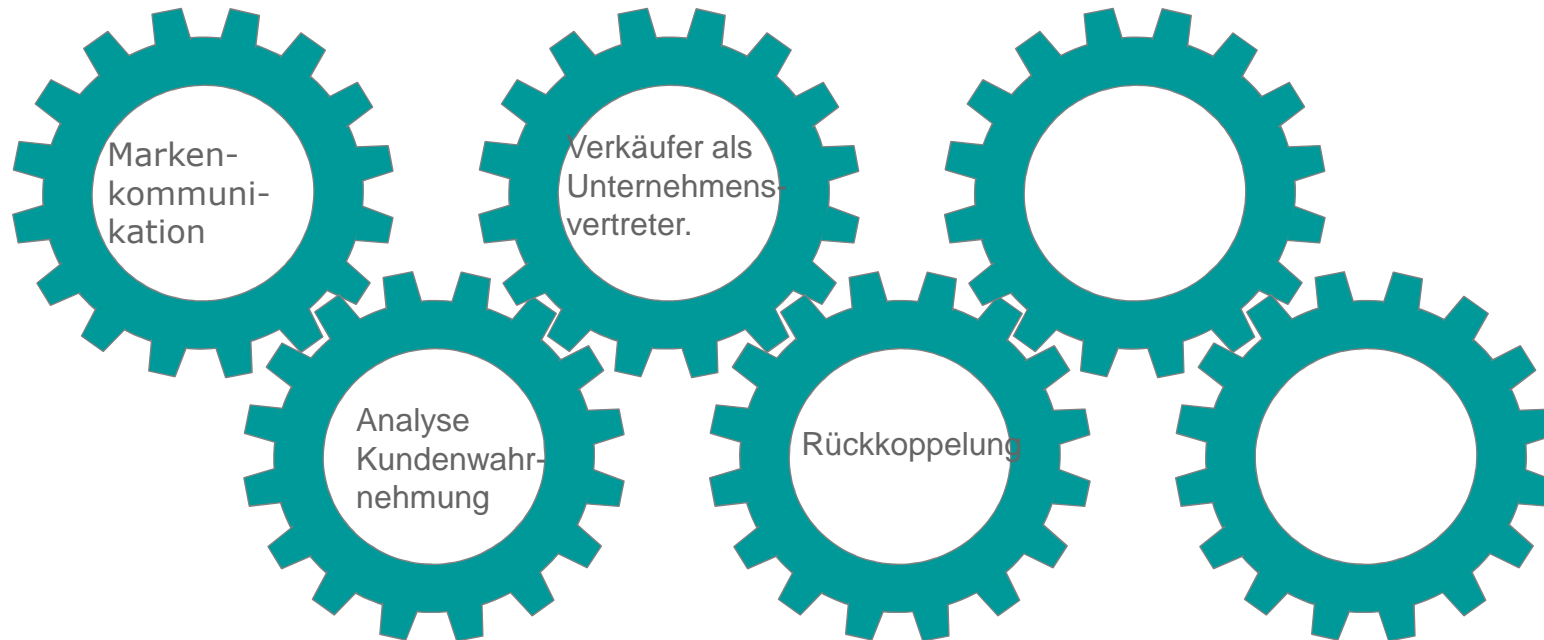 Marken-
kommuni-
kation
Verkäufer als
Unternehmens-
vertreter.
Analyse
Kundenwahr-
nehmung
Rückkoppelung